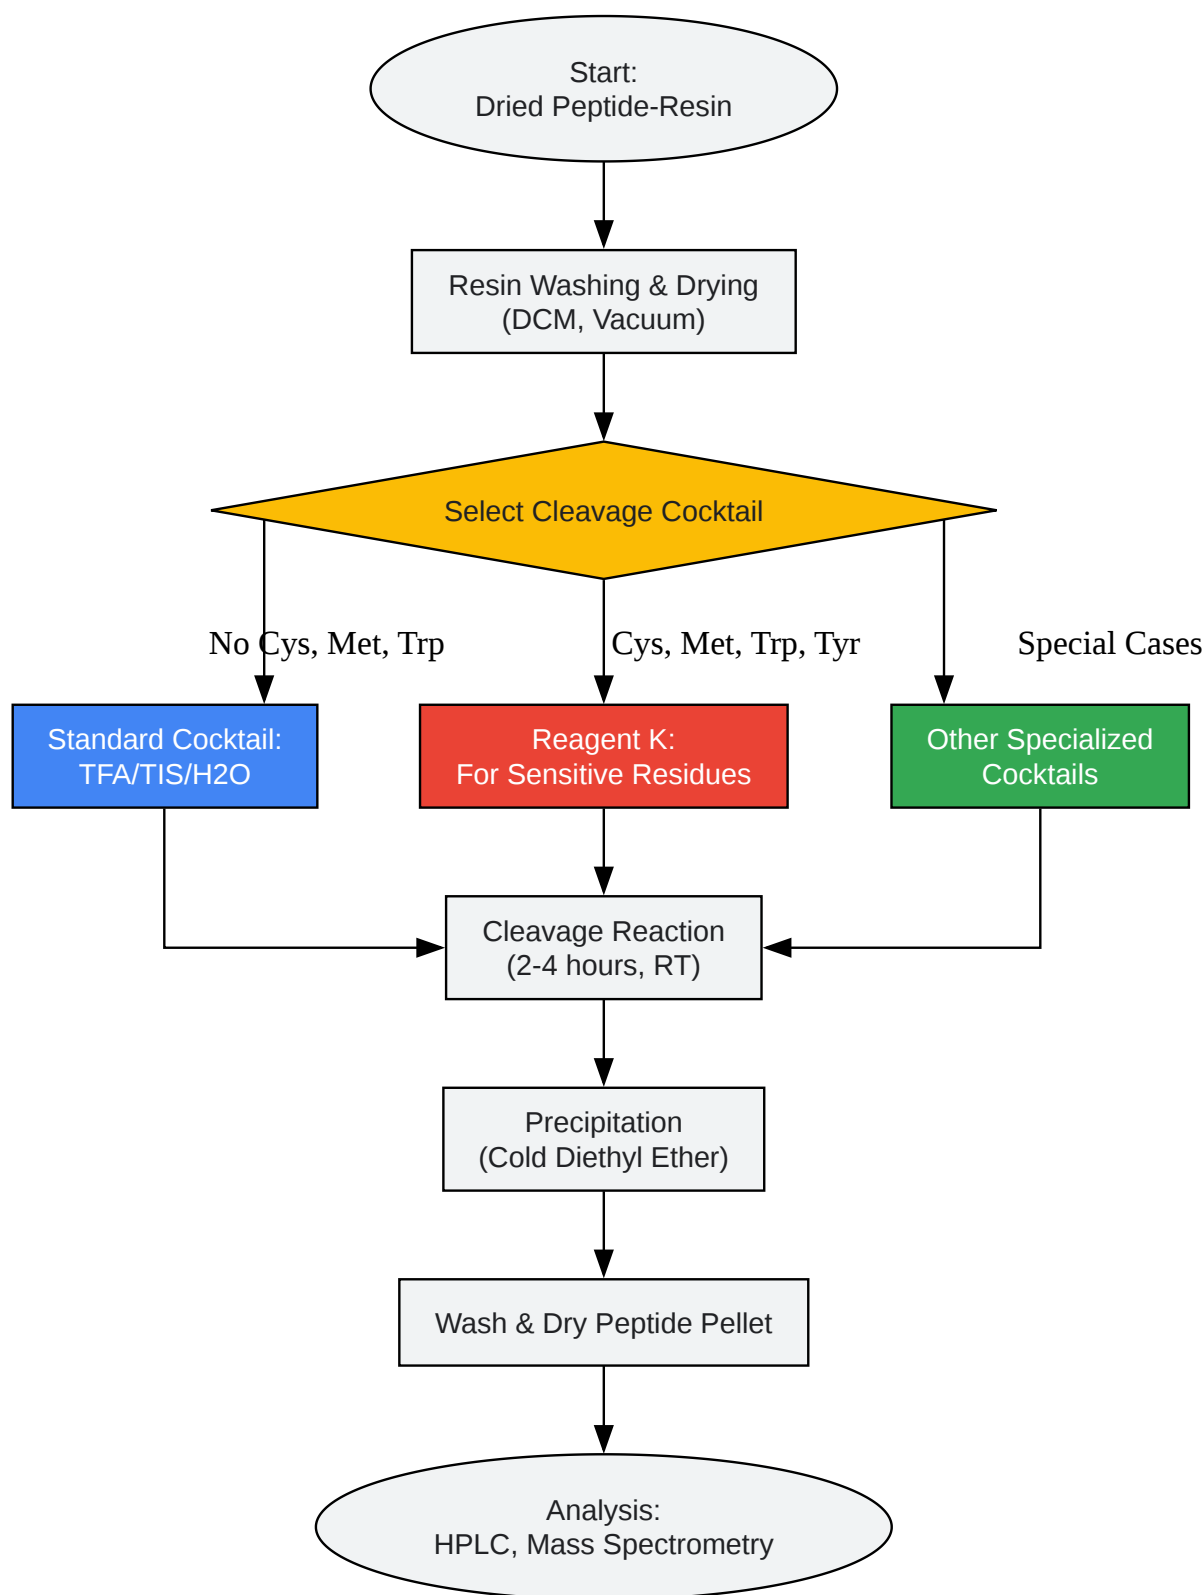 Start:
Dried Peptide-Resin
Resin Washing & Drying
(DCM, Vacuum)
Select Cleavage Cocktail
No Cys, Met, Trp
Cys, Met, Trp, Tyr
Special Cases
Standard Cocktail:
TFA/TIS/H2O
Reagent K:
For Sensitive Residues
Other Specialized
Cocktails
Cleavage Reaction
(2-4 hours, RT)
Precipitation
(Cold Diethyl Ether)
Wash & Dry Peptide Pellet
Analysis:
HPLC, Mass Spectrometry